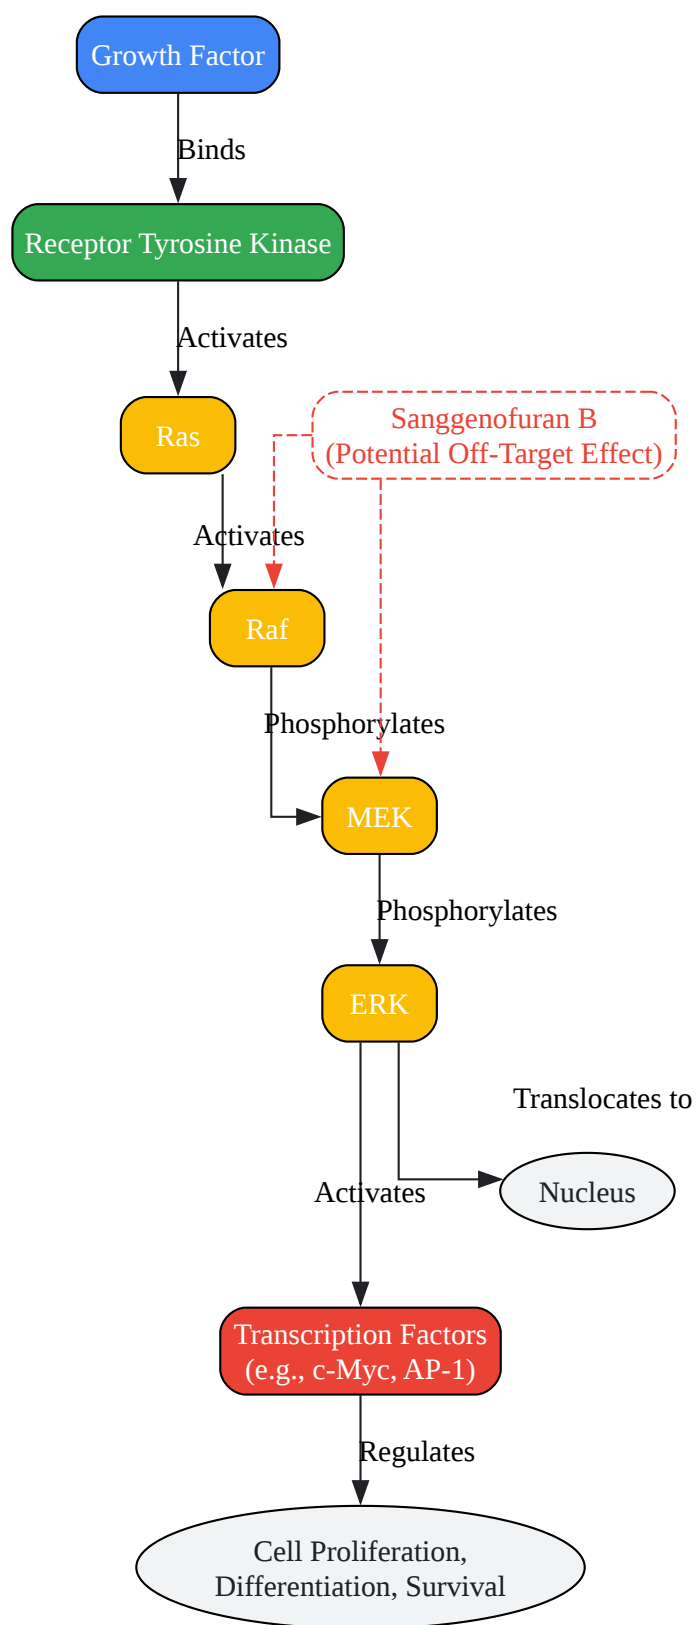 Growth Factor
Binds
Receptor Tyrosine Kinase
Activates
Ras
Sanggenofuran B
(Potential Off-Target Effect)
Activates
Raf
Phosphorylates
MEK
Phosphorylates
ERK
Translocates to
Activates
Nucleus
Transcription Factors
(e.g., c-Myc, AP-1)
Regulates
Cell Proliferation,
Differentiation, Survival